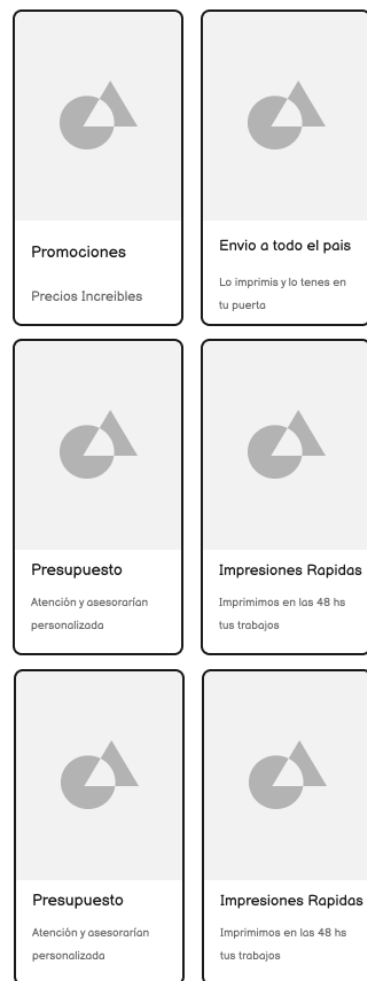 Promociones
Precios Increibles
Envio a todo el pais
Lo imprimis y lo tenes en
tu puerta
Presupuesto
Atención y asesorarían
personalizada
Impresiones Rapidas
Imprimimos en las 48 hs
tus trabajos
Presupuesto
Atención y asesorarían
personalizada
Impresiones Rapidas
Imprimimos en las 48 hs
tus trabajos